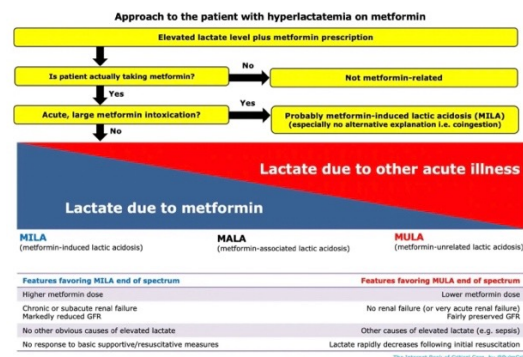 Approach to the patient with hyperlactatemia on metformin
Elevated lactate level plus metformin prescription
Is patient actually taking metformin?
No
Not metformin-related
Yes
Acute, large metformin intoxication?
Yes
Probably metformin-induced lactic acidosis (MILA)
(especially no alternative explanation i.e. coingestion)
No
Lactate due to other acute illness
Lactate due to metformin
MILA
(metformin-induced lactic acidosis)
MALA
(metformin-associated lactic acidosis)
MULA
(metformin-unrelated lactic acidosis)
Features favoring MILA end of spectrum
Features favoring MULA end of spectrum
Higher metformin dose
Lower metformin dose
Chronic or subacute renal failure
Markedly reduced GFR
No renal failure (or very acute renal failure)
Fairly preserved GFR
No other obvious causes of elevated lactate
Other causes of elevated lactate (e.g. sepsis)
No response to basic supportive/resuscitative measures
Lactate rapidly decreases following initial resuscitation